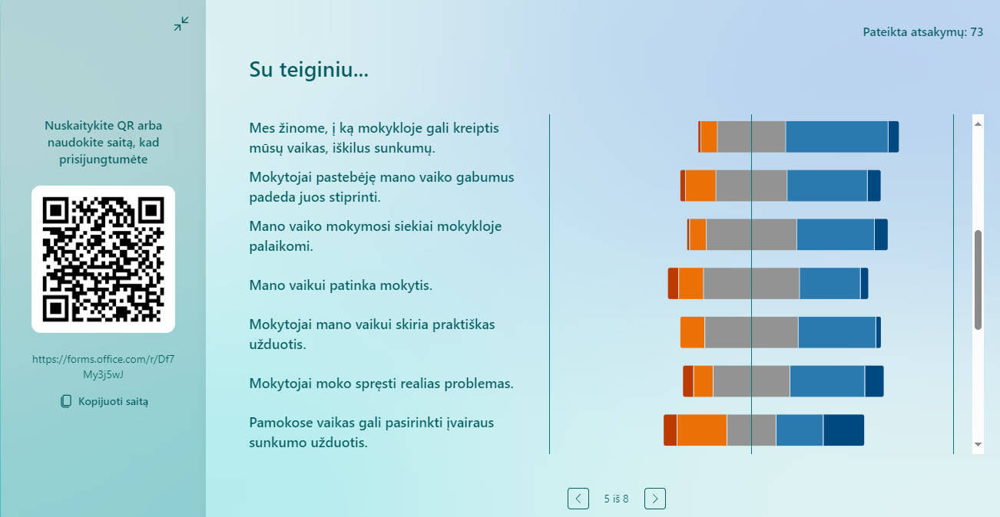 Pateikta atsakymų: 73
Su teiginiu...
Nuskaitykite QR arba
naudokite saitą, kad
prisijungtumėte
https://forms.office.com/r/Df7
My3j5wJ
Kopijuoti saitą
Mes žinome, į ką mokykloje gali kreiptis
mūsų vaikas, iškilus sunkumų.
Mokytojai pastebėję mano vaiko gabumus
padeda juos stiprinti.
Mano vaiko mokymosi siekiai mokykloje
palaikomi.
Mano vaikui patinka mokytis.
Mokytojai mano vaikui skiria praktiškas
užduotis.
Mokytojai moko spręsti realias problemas.
Pamokose vaikas gali pasirinkti įvairaus
sunkumo užduotis.
5 iš 8